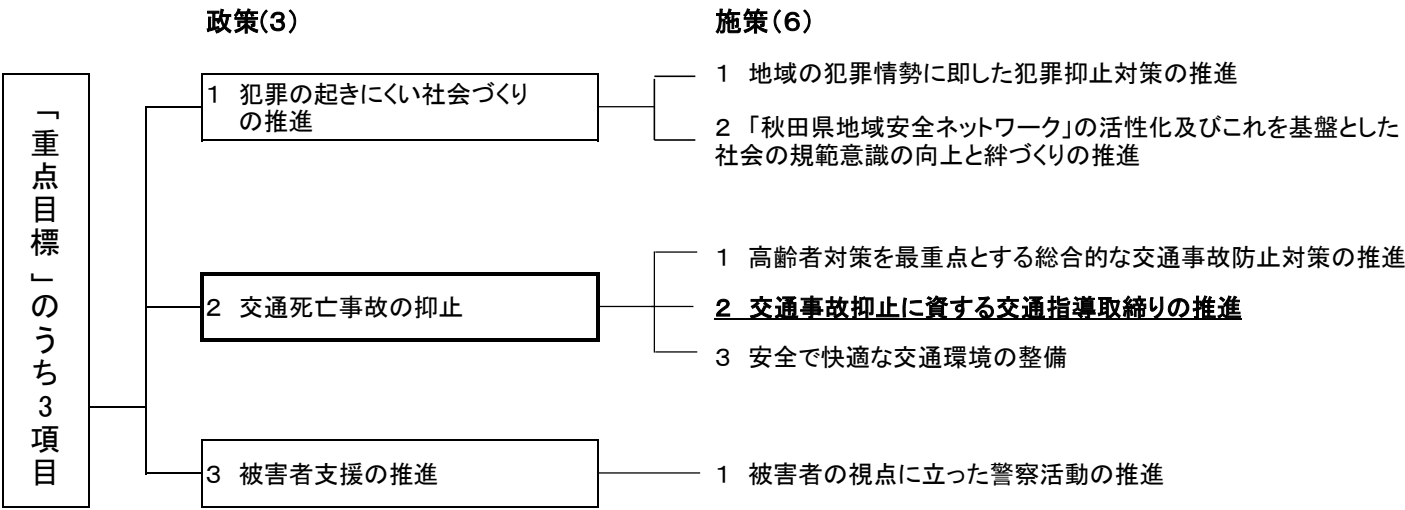 政策(3)
施策(6)
「重点目標」のうち3項目
1 犯罪の起きにくい社会づくり
の推進
1 地域の犯罪情勢に即した犯罪抑止対策の推進
2 「秋田県地域安全ネットワーク」の活性化及びこれを基盤とした
社会の規範意識の向上と絆づくりの推進
2 交通死亡事故の抑止
1 高齢者対策を最重点とする総合的な交通事故防止対策の推進
2 交通事故抑止に資する交通指導取締りの推進
3 安全で快適な交通環境の整備
3 被害者支援の推進
1 被害者の視点に立った警察活動の推進